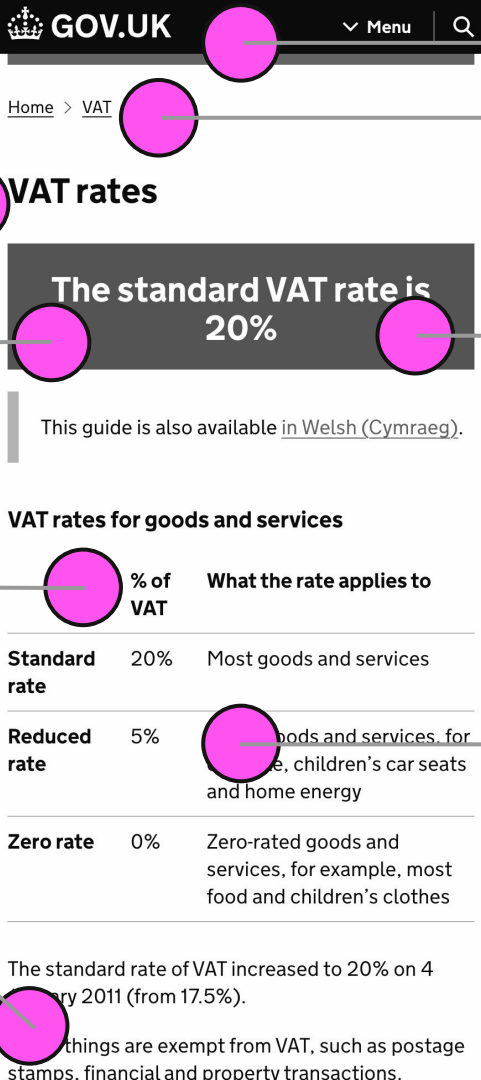 GOV.UK
Menu
Home > VAT
VAT rates
The standard VAT rate is
20%
This guide is also available in Welsh (Cymraeg).
VAT rates for goods and services
% of VAT What the rate applies to
Standard rate 20% Most goods and services
Reduced rate 5% goods and services, for
children's car seats
and home energy
Zero rate 0% Zero-rated goods and
services, for example, most
food and children's clothes
The standard rate of VAT increased to 20% on 4
2011 (from 17.5%).
things are exempt from VAT, such as postage
stamps, financial and property transactions.